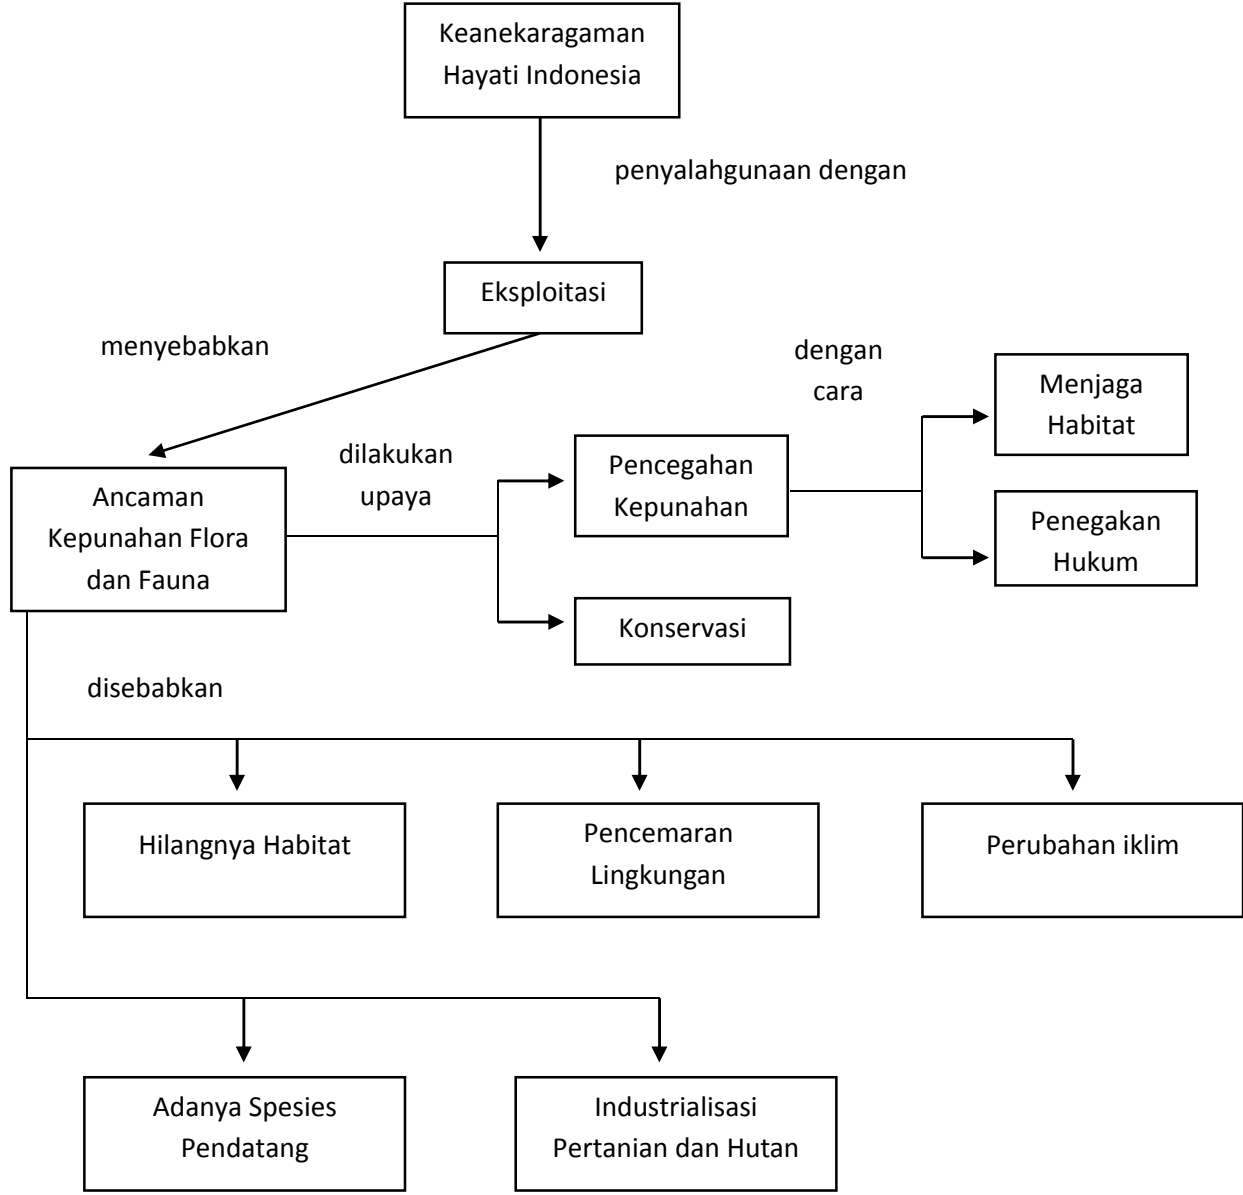 Keanekaragaman
Hayati Indonesia
penyalahgunaan dengan
Eksploitasi
menyebabkan
dengan
cara
Menjaga
Habitat
dilakukan
upaya
Pencegahan
Kepunahan
Ancaman
Kepunahan Flora
dan Fauna
Penegakan
Hukum
Konservasi
disebabkan
Hilangnya Habitat
Pencemaran
Lingkungan
Perubahan iklim
Adanya Spesies
Pendatang
Industrialisasi
Pertanian dan Hutan